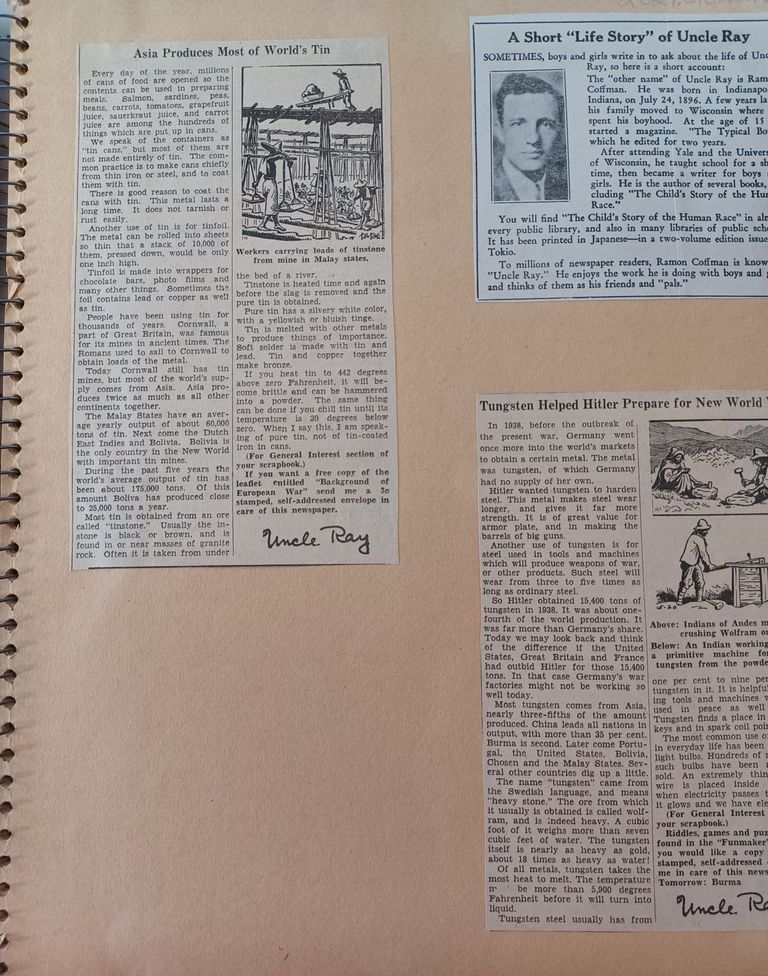 Asia Produces Most of World's Tin
Every day of the year, millions
of cans of food are opened so the
contents can be used in preparing
meals. Salmon, sardines, peas,
beans, carrots, tomatoes, grapefruit
juice, sauerkraut juice, and carrot
juice are among the hundreds of
things which are put up in cans.
We speak of the containers as
"tin cans," but most of them are
not made entirely of tin. The com-
mon practice is to make cans chiefly
from thin iron or steel, and to coat
them with tin.
There is good reason to coat the
cans with tin. This metal lasts a
long time. It does not tarnish or
rust easily.
Another use of tin is for tinfoil.
The metal can be rolled into sheets
so thin that a stack of 10,000 of
them, pressed down, would be only
one inch high.
Tinfoil is made into wrappers for
chocolate bars, photo films and
many other things. Sometimes the
foil contains lead or copper as well
as tin.
People have been using tin for
thousands of years. Cornwall, a
part of Great Britain, was famous
for its mines in ancient times. The
Romans used to sail to Cornwall to
obtain loads of the metal.
Today Cornwall still has tin
mines, but most of the world's sup-
ply comes from Asia. Asia pro-
duces twice as much as all other
continents together.
The Malay States have an aver-
age yearly output of about 60,000
tons of tin. Next come the Dutch
East Indies and Bolivia. Bolivia is
the only country in the New World
with important tin mines.
During the past five years the
world's average output of tin has
been about 175,000 tons. Of this
amount Boliva has produced close
to 25,000 tons a year.
Most tin is obtained from an ore
called "tinstone." Usually the in-
stone is black or brown, and is
found in or near masses of granite
rock. Often it is taken from under
Workers carrying loads of tinstone
from mine in Malay states.
the bed of a river.
Tinstone is heated time and again
before the slag is removed and the
pure tin is obtained.
Pure tin has a silvery white color,
with a yellowish or bluish tinge.
Tin is melted with other metals
to produce things of importance.
Soft solder is made with tin and
lead. Tin and copper together
make bronze.
If you heat tin to 442 degrees
above zero Fahrenheit, it will be-
come brittle and can be hammered
into a powder. The same thing
can be done if you chill tin until its
temperature is 20 degrees below
zero. When I say this, I am speak-
ing of pure tin, not of tin-coated
iron in cans.
(For General Interest section of
your scrapbook.)
If you want a free copy of the
leaflet entitled "Background of
European War" send me a 3c
stamped, self-addressed envelope in
care of this newspaper.
Uncle Ray
A Short "Life Story" of Uncle Ray
SOMETIMES, boys and girls write in to ask about the life of Unc
Ray, so here is a short account:
The "other name" of Uncle Ray is Ram
Coffman. He was born in Indianapo
Indiana, on July 24, 1896. A few years la
his family moved to Wisconsin where
spent his boyhood. At the age of 15
started a magazine. "The Typical Bo
which he edited for two years.
After attending Yale and the Univer
of Wisconsin, he taught school for a sh
time, then became a writer for boys
girls. He is the author of several books,
cluding "The Child's Story of the Hum
Race."
You will find "The Child's Story of the Human Race" in alm
every public library, and also in many libraries of public scho
It has been printed in Japanese—in a two-volume edition issue
Tokio.
To millions of newspaper readers, Ramon Coffman is know
"Uncle Ray." He enjoys the work he is doing with boys and g
and thinks of them as his friends and "pals."
Tungsten Helped Hitler Prepare for New World
In 1938, before the outbreak of
the present war, Germany went
once more into the world's markets
to obtain a certain metal. The metal
was tungsten, of which Germany
had no supply of her own.
Hitler wanted tungsten to harden
steel. This metal makes steel wear
longer, and gives it far more
strength. It is of great value for
armor plate, and in making the
barrels of big guns.
Another use of tungsten is for
steel used in tools and machines
which will produce weapons of war,
or other products. Such steel will
wear from three to five times as
long as ordinary steel.
So Hitler obtained 15,400 tons of
tungsten in 1938. It was about one-
fourth of the world production. It
was far more than Germany's share.
Today we may look back and think
of the difference if the United
States, Great Britain and France
had outbid Hitler for those 15,400
tons. In that case Germany's war
factories might not be working so
well today.
Most tungsten comes from Asia,
nearly three-fifths of the amount
produced. China leads all nations in
output, with more than 35 per cent.
Burma is second. Later come Portu-
gal, the United States, Bolivia,
Chosen and the Malay States. Sev-
eral other countries dig up a little.
The name "tungsten" came from
the Swedish language, and means
"heavy stone." The ore from which
it usually is obtained is called wolf-
ram, and is indeed heavy. A cubic
foot of it weighs more than seven
cubic feet of water. The tungsten
itself is nearly as heavy as gold,
about 18 times as heavy as water!
Of all metals, tungsten takes the
most heat to melt. The temperature
be more than 5,900 degrees
Fahrenheit before it will turn into
liquid.
Tungsten steel usually has from
5-20
Above: Indians of Andes m
crushing Wolfram or
Below: An Indian working
a primitive machine fo
tungsten from the powde
one per cent to nine per
tungsten in it. It is helpful
ing tools and machines w
used in peace as well
Tungsten finds a place in
keys and in spark coil poin
The most common use o
in everyday life has been
light bulbs. Hundreds of m
such bulbs have been m
sold. An extremely thin
wire is placed inside
when electricity passes t
it glows and we have ele
(For General Interest
your scrapbook.)
Riddles, games and puz
found in the "Funmaker"
you would like a copy
stamped, self-addressed
me in care of this news
Tomorrow: Burma
Uncle Ra